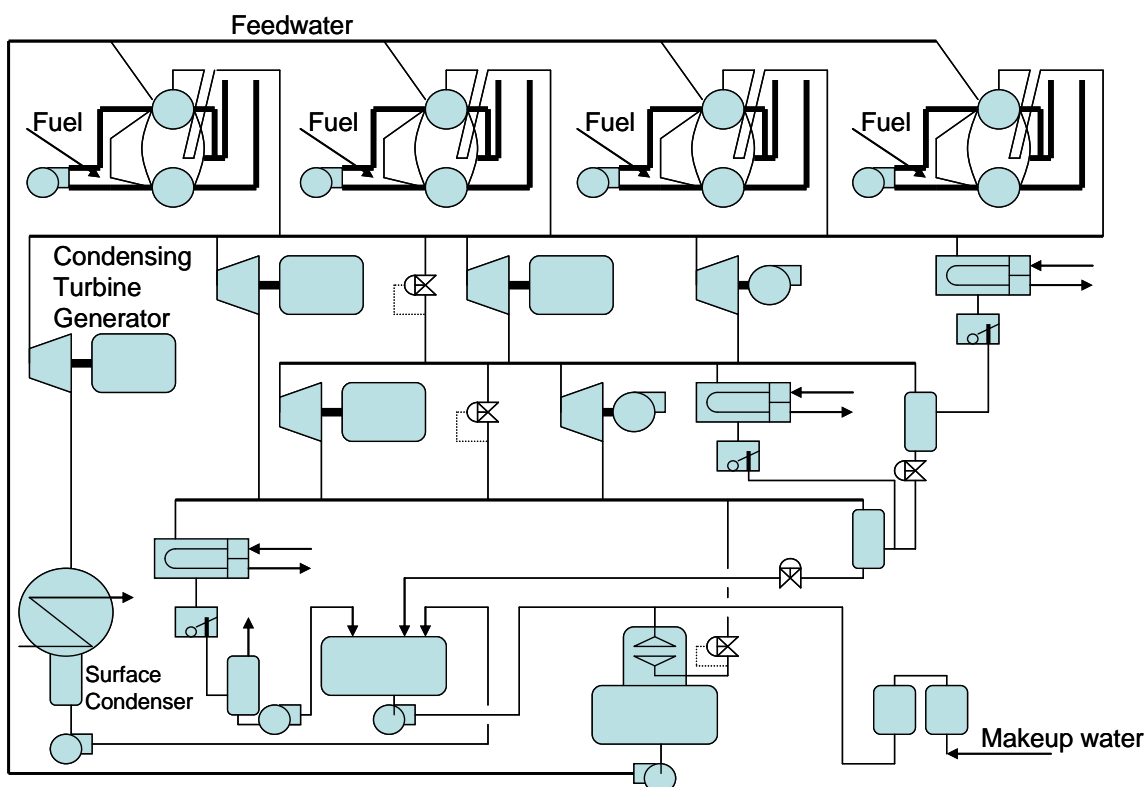 Feedwater
Fuel
Fuel
Fuel
Fuel
Condensing
Turbine
Generator
Surface
Condenser
Makeup water